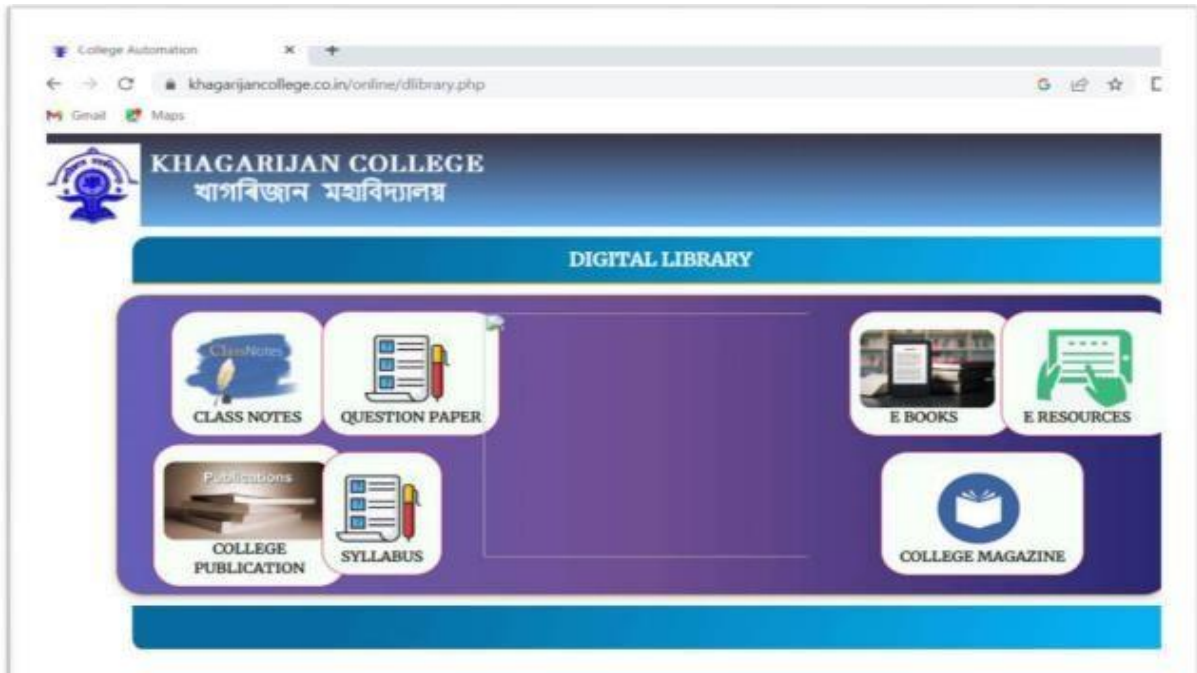 College Automation
khagarijancollege.co.in/online/dlibrary.php
Gmail Maps
KHAGARIJAN COLLEGE
খাগৰিজান মহাবিদ্যালয়
DIGITAL LIBRARY
ClassNotes
CLASS NOTES
QUESTION PAPER
E BOOKS
E RESOURCES
Publications
COLLEGE
PUBLICATION
SYLLABUS
COLLEGE MAGAZINE